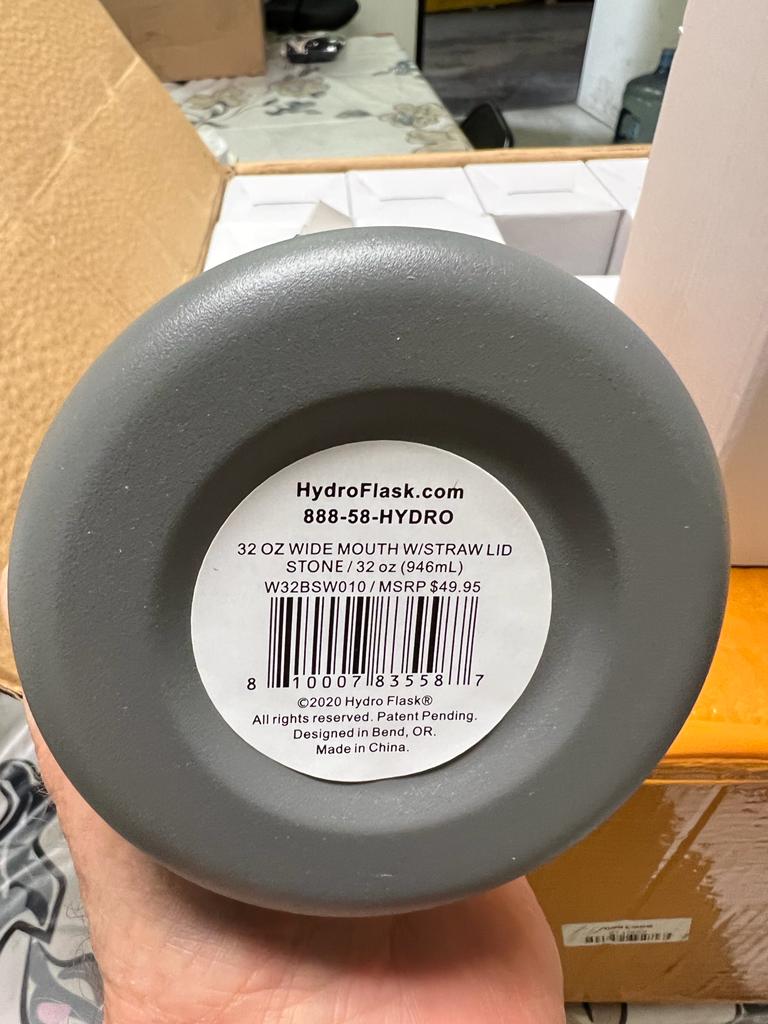 HydroFlask.com
888-58-HYDRO
32 OZ WIDE MOUTH W/STRAW LID
STONE / 32 oz (946mL)
W32BSW010 / MSRP $49.95
8 10007 83558 7
©2020 Hydro Flask®
All rights reserved. Patent Pending.
Designed in Bend, OR.
Made in China.